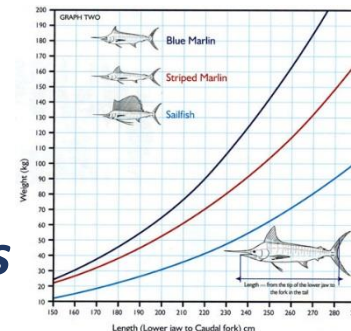 GRAPH TWO
Blue Marlin
Striped Marlin
Sailfish
Weight (kg)
200
190
180
170
160
150
140
130
120
110
100
90
80
70
60
50
40
30
20
10
s
Length — from the tip of the lower jaw to
the fork in the tail
150 160 170 180 190 200 210 220 230 240 250 260 270 280
Length (Lower jaw to Caudal fork) cm